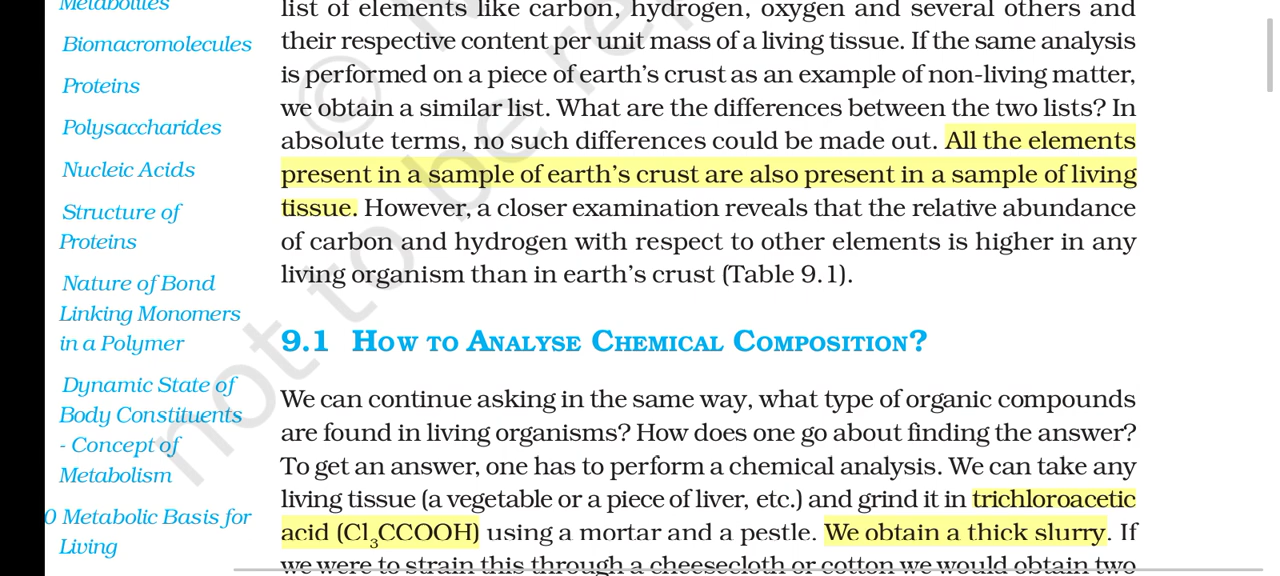 Metabolites
Biomacromolecules
Proteins
Polysaccharides
Nucleic Acids
Structure of
Proteins
Nature of Bond
Linking Monomers
in a Polymer
Dynamic State of
Body Constituents
- Concept of
Metabolism
0 Metabolic Basis for
Living
list of elements like carbon, hydrogen, oxygen and several others and
their respective content per unit mass of a living tissue. If the same analysis
is performed on a piece of earth’s crust as an example of non-living matter,
we obtain a similar list. What are the differences between the two lists? In
absolute terms, no such differences could be made out. All the elements
present in a sample of earth’s crust are also present in a sample of living
tissue. However, a closer examination reveals that the relative abundance
of carbon and hydrogen with respect to other elements is higher in any
living organism than in earth’s crust (Table 9.1).
9.1 How to Analyse Chemical Composition?
We can continue asking in the same way, what type of organic compounds
are found in living organisms? How does one go about finding the answer?
To get an answer, one has to perform a chemical analysis. We can take any
living tissue (a vegetable or a piece of liver, etc.) and grind it in trichloroacetic
acid (Cl₃CCOOH) using a mortar and a pestle. We obtain a thick slurry. If
we were to strain this through a cheesecloth or cotton we would obtain two
©
not to be re